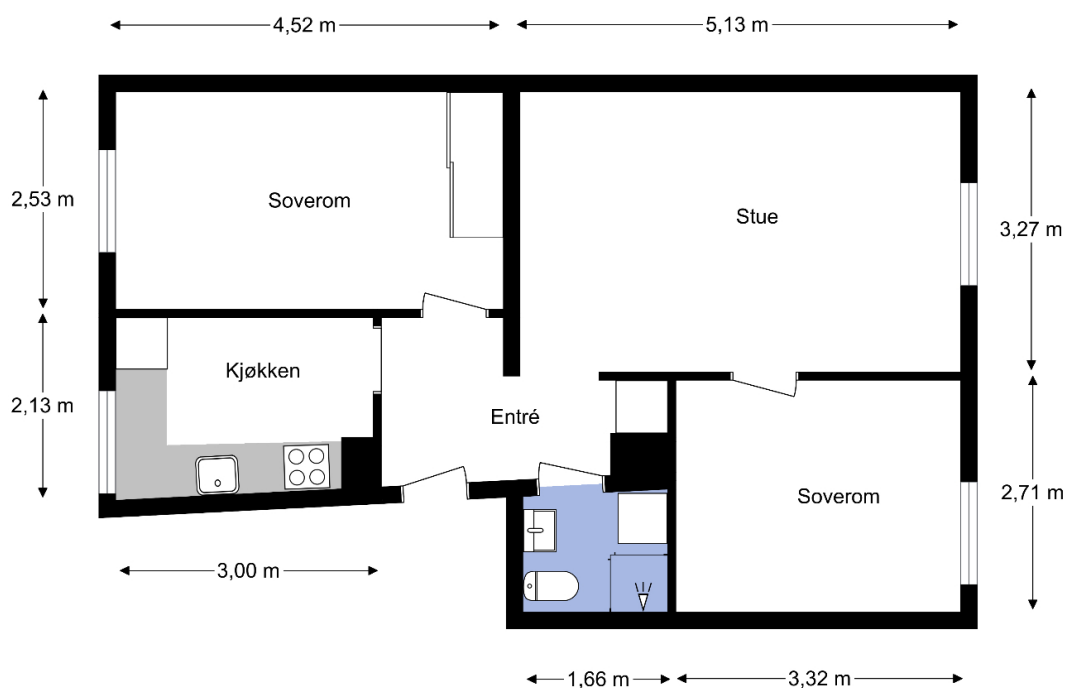 4,52 m
5,13 m
2,53 m
Soverom
Stue
3,27 m
Kjøkken
2,13 m
Entré
Soverom
2,71 m
3,00 m
1,66 m
3,32 m